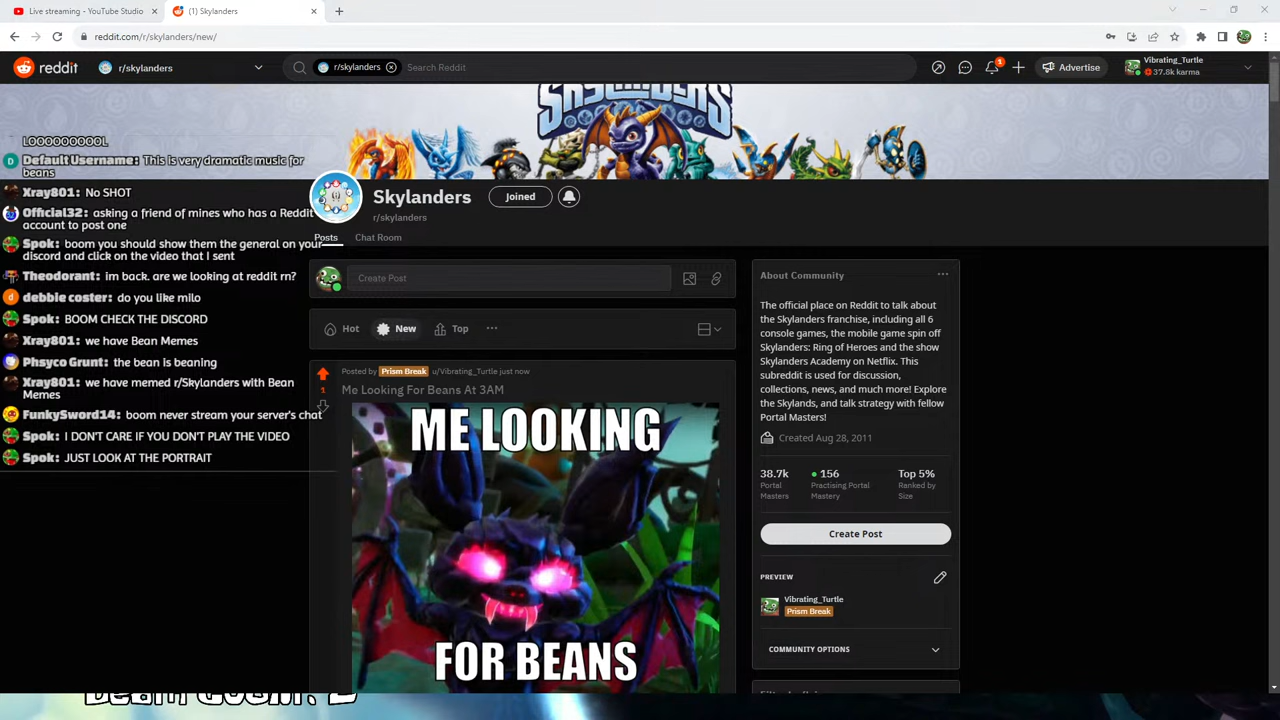 Live streaming - YouTube Studio
(1) Skylanders
reddit.com/r/skylanders/new/
reddit
r/skylanders
r/skylanders
Search Reddit
1
Advertise
Vibrating_Turtle
37.8k karma
SKYLANDERS
Skylanders
Joined
r/skylanders
Posts
Chat Room
LOOOOOOOOOL
Default Username: This is very dramatic music for
beans
Xray801: No SHOT
Official32: asking a friend of mines who has a Reddit
account to post one
Spok: boom you should show them the general on your
discord and click on the video that I sent
Theodorant: im back. are we looking at reddit rn?
debbie coster: do you like milo
Spok: BOOM CHECK THE DISCORD
Xray801: we have Bean Memes
Phsyco Grunt: the bean is beaning
Xray801: we have memed r/Skylanders with Bean
Memes
FunkySword14: boom never stream your server's chat
Spok: I DON'T CARE IF YOU DON'T PLAY THE VIDEO
Spok: JUST LOOK AT THE PORTRAIT
Create Post
Hot
New
Top
Posted by Prism Break u/Vibrating_Turtle just now
1
Me Looking For Beans At 3AM
ME LOOKING
FOR BEANS
About Community
The official place on Reddit to talk about
the Skylanders franchise, including all 6
console games, the mobile game spin off
Skylanders: Ring of Heroes and the show
Skylanders Academy on Netflix. This
subreddit is used for discussion,
collections, news, and much more! Explore
the Skylands, and talk strategy with fellow
Portal Masters!
Created Aug 28, 2011
38.7k
Portal
Masters
156
Practising Portal
Mastery
Top 5%
Ranked by
Size
Create Post
PREVIEW
Vibrating_Turtle
Prism Break
COMMUNITY OPTIONS